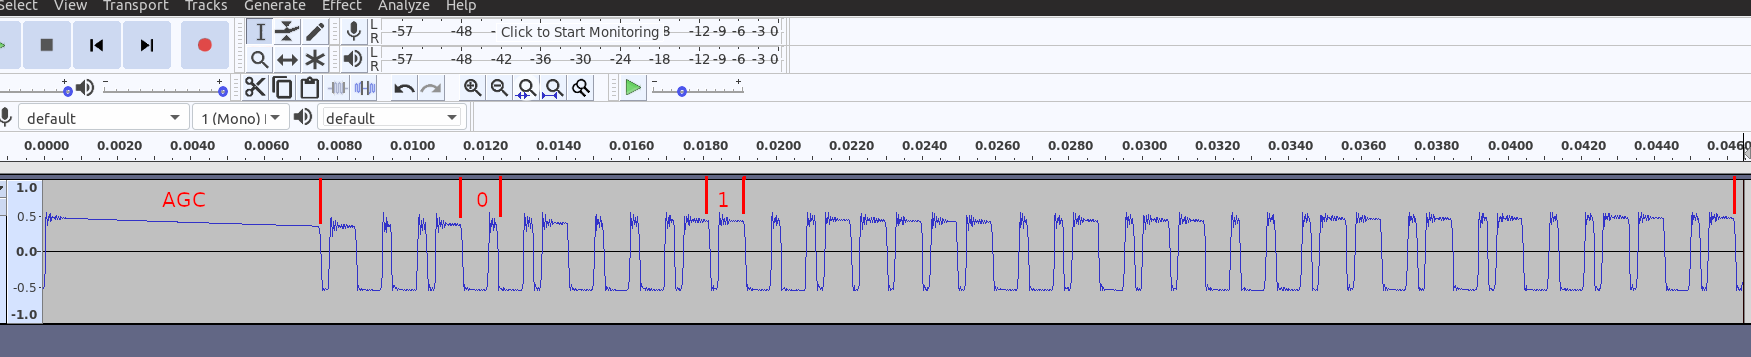 Select View Transport Tracks Generate Effect Analyze Help
L
R
-57 -48 - Click to Start Monitoring 8 -12 -9 -6 -3 0
L
R
-57 -48 -42 -36 -30 -24 -18 -12 -9 -6 -3 0
- + - + - +
default 1 (Mono) default
0.0000 0.0020 0.0040 0.0060 0.0080 0.0100 0.0120 0.0140 0.0160 0.0180 0.0200 0.0220 0.0240 0.0260 0.0280 0.0300 0.0320 0.0340 0.0360 0.0380 0.0400 0.0420 0.0440 0.0460
1.0
AGC 0 1
0.5
0.0
-0.5
-1.0